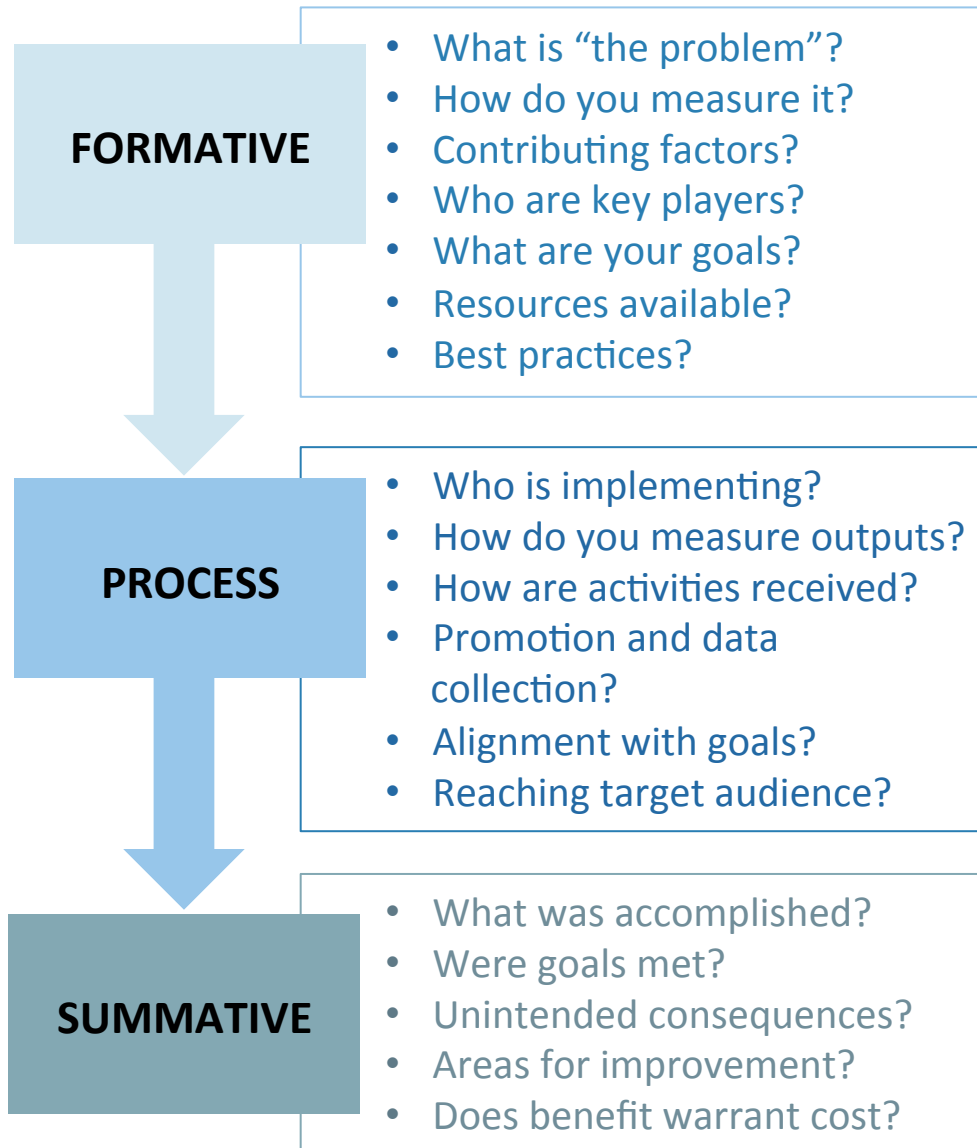 FORMATIVE
• What is “the problem”?
• How do you measure it?
• Contributing factors?
• Who are key players?
• What are your goals?
• Resources available?
• Best practices?
PROCESS
• Who is implementing?
• How do you measure outputs?
• How are activities received?
• Promotion and data
collection?
• Alignment with goals?
• Reaching target audience?
SUMMATIVE
• What was accomplished?
• Were goals met?
• Unintended consequences?
• Areas for improvement?
• Does benefit warrant cost?